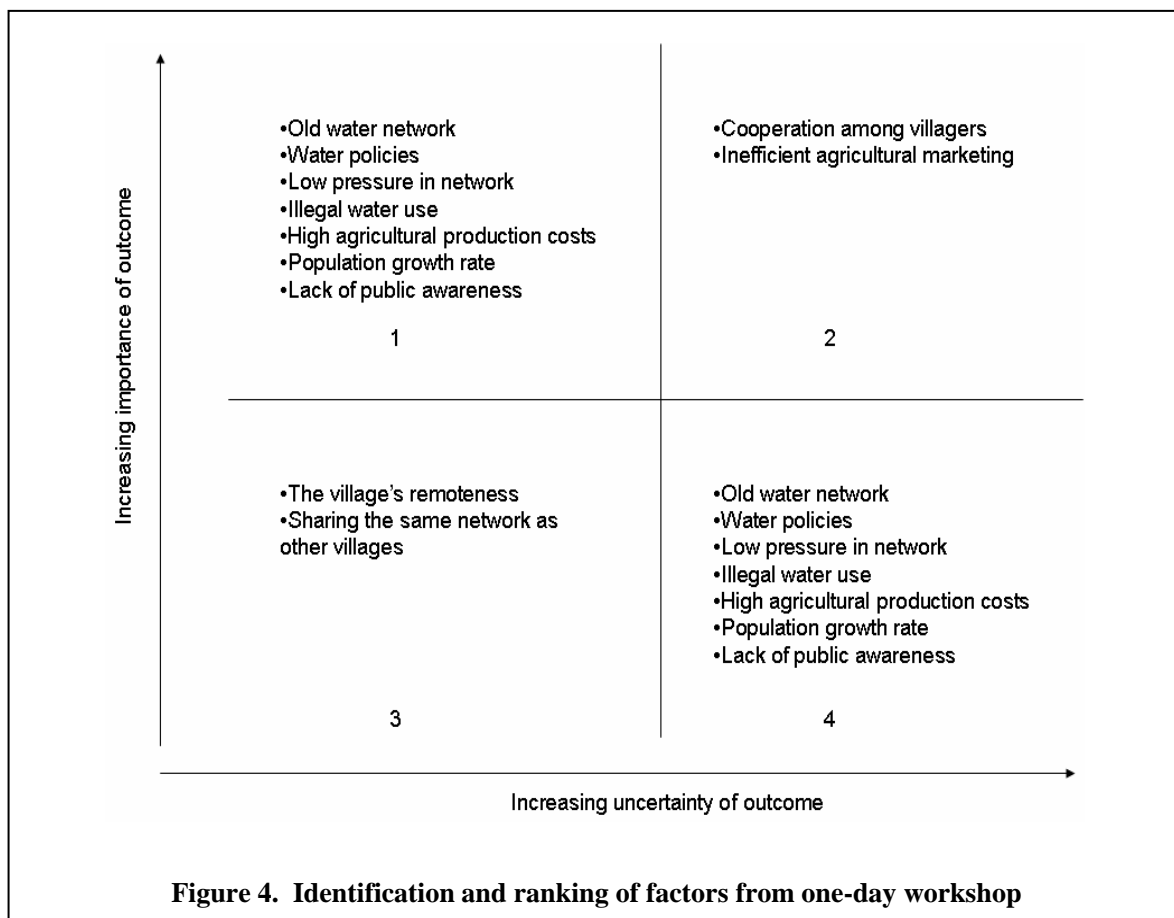 Increasing importance of outcome
•Old water network
•Water policies
•Low pressure in network
•Illegal water use
•High agricultural production costs
•Population growth rate
•Lack of public awareness
1
•Cooperation among villagers
•Inefficient agricultural marketing
2
•The village's remoteness
•Sharing the same network as
other villages
3
•Old water network
•Water policies
•Low pressure in network
•Illegal water use
•High agricultural production costs
•Population growth rate
•Lack of public awareness
4
Increasing uncertainty of outcome
Figure 4. Identification and ranking of factors from one-day workshop